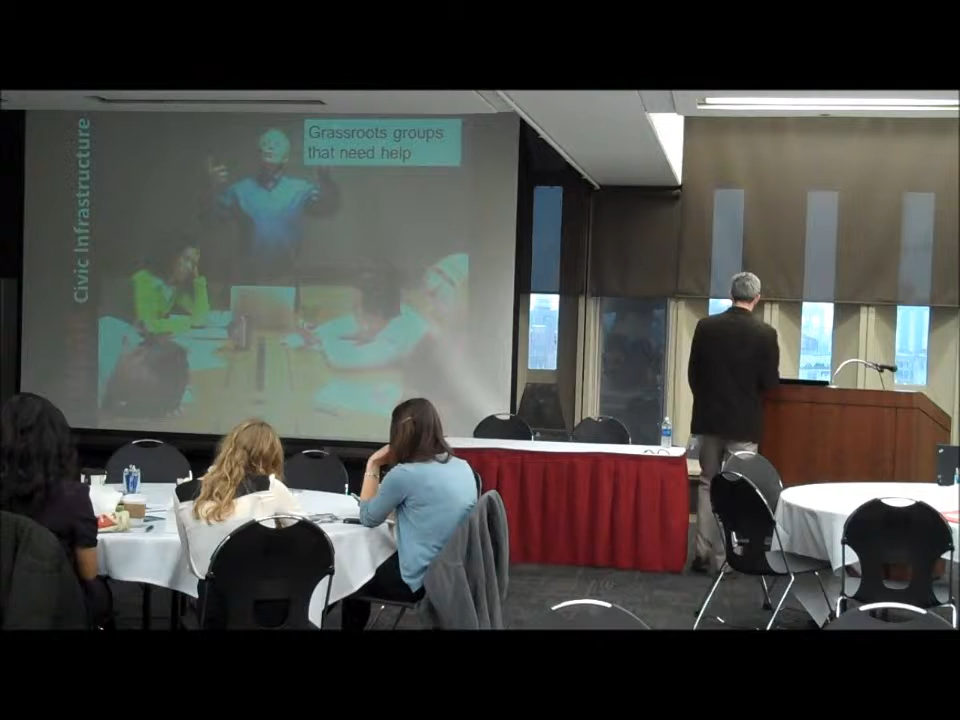 Civic Infrastructure
Grassroots groups
that need help